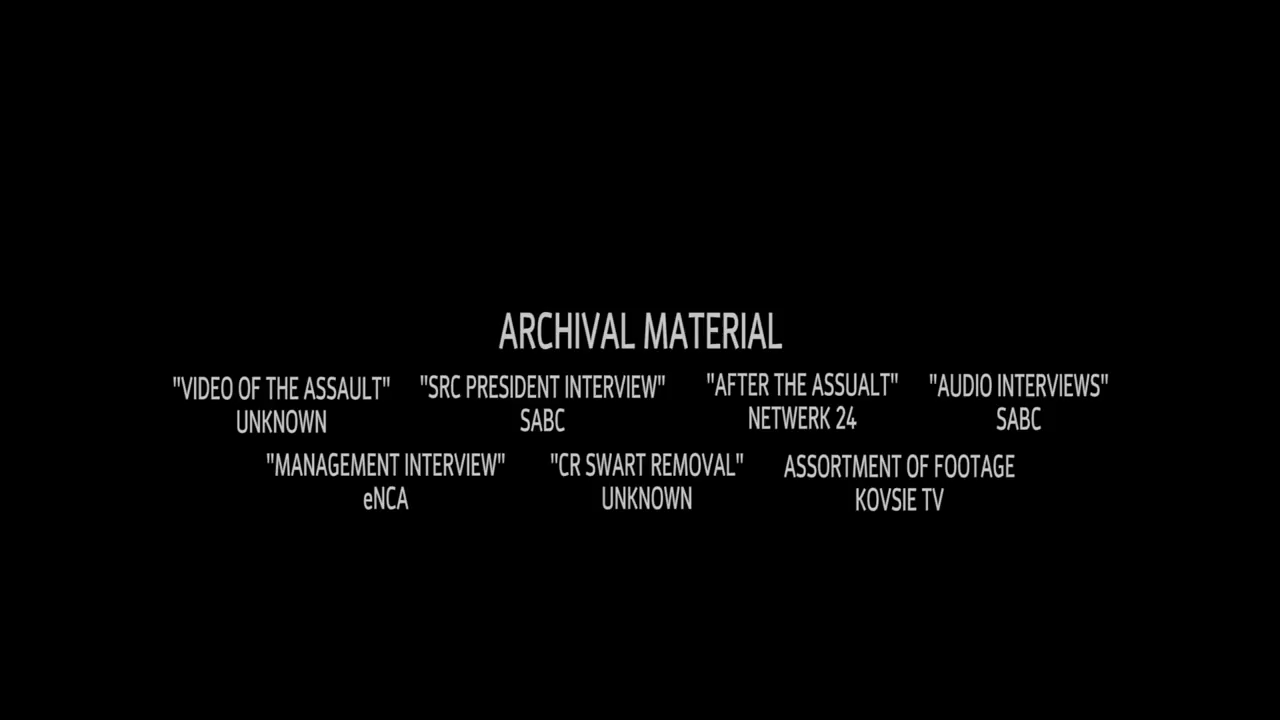 ARCHIVAL MATERIAL
"VIDEO OF THE ASSAULT"
UNKNOWN
"SRC PRESIDENT INTERVIEW"
SABC
"AFTER THE ASSUALT"
NETWERK 24
"AUDIO INTERVIEWS"
SABC
"MANAGEMENT INTERVIEW"
eNCA
"CR SWART REMOVAL"
UNKNOWN
ASSORTMENT OF FOOTAGE
KOVSIE TV